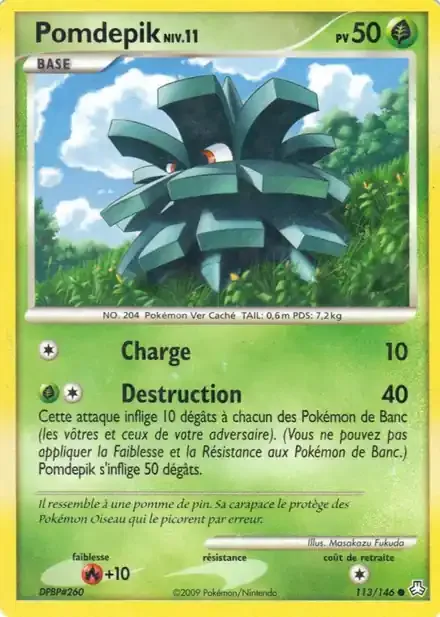 Pomdepik NIV.11 PV 50
BASE
NO. 204 Pokémon Ver Caché TAIL: 0,6m PDS: 7,2kg
Charge 10
Destruction 40
Cette attaque inflige 10 dégâts à chacun des Pokémon de Banc
(les vôtres et ceux de votre adversaire). (Vous ne pouvez pas
appliquer la Faiblesse et la Résistance aux Pokémon de Banc.)
Pomdepik s'inflige 50 dégâts.
Il ressemble à une pomme de pin. Sa carapace le protège des
Pokémon Oiseau qui le picorent par erreur.
Illus. Masakazu Fukuda
faiblesse résistance coût de retraite
+10
DPBP#260 ©2009 Pokémon/Nintendo 113/146